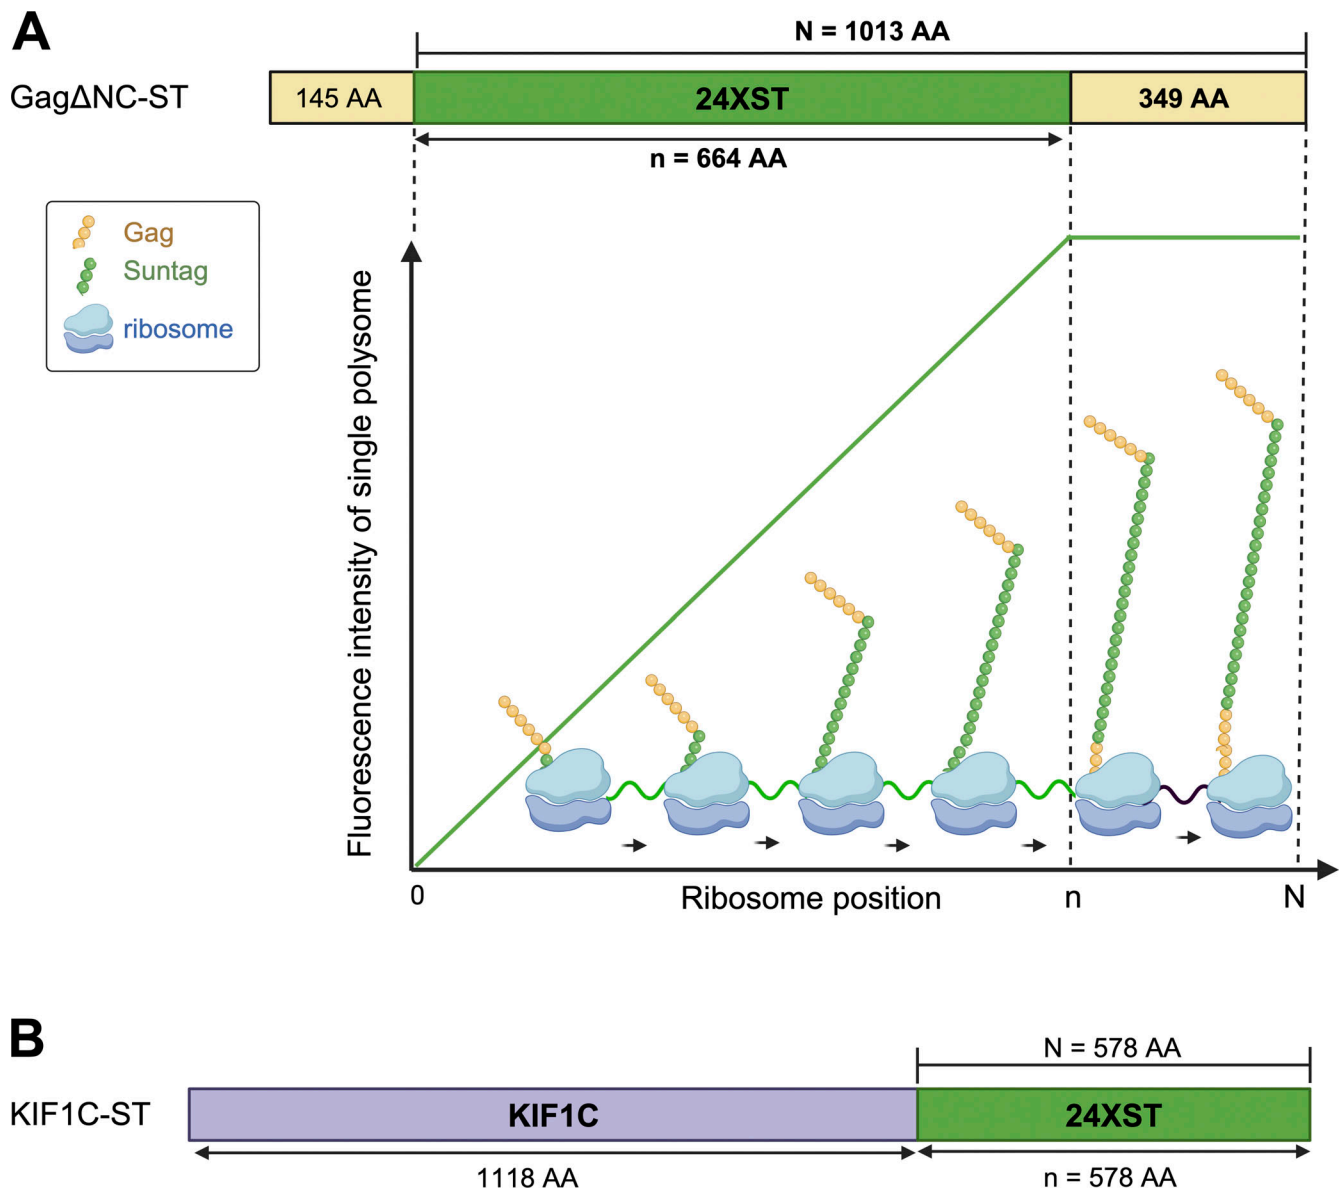 A
N = 1013 AA
GagΔNC-ST
145 AA
24XST
349 AA
n = 664 AA
Gag
Suntag
ribosome
Fluorescence intensity of single polysome
0
Ribosome position
n
N
B
N = 578 AA
KIF1C-ST
KIF1C
24XST
1118 AA
n = 578 AA